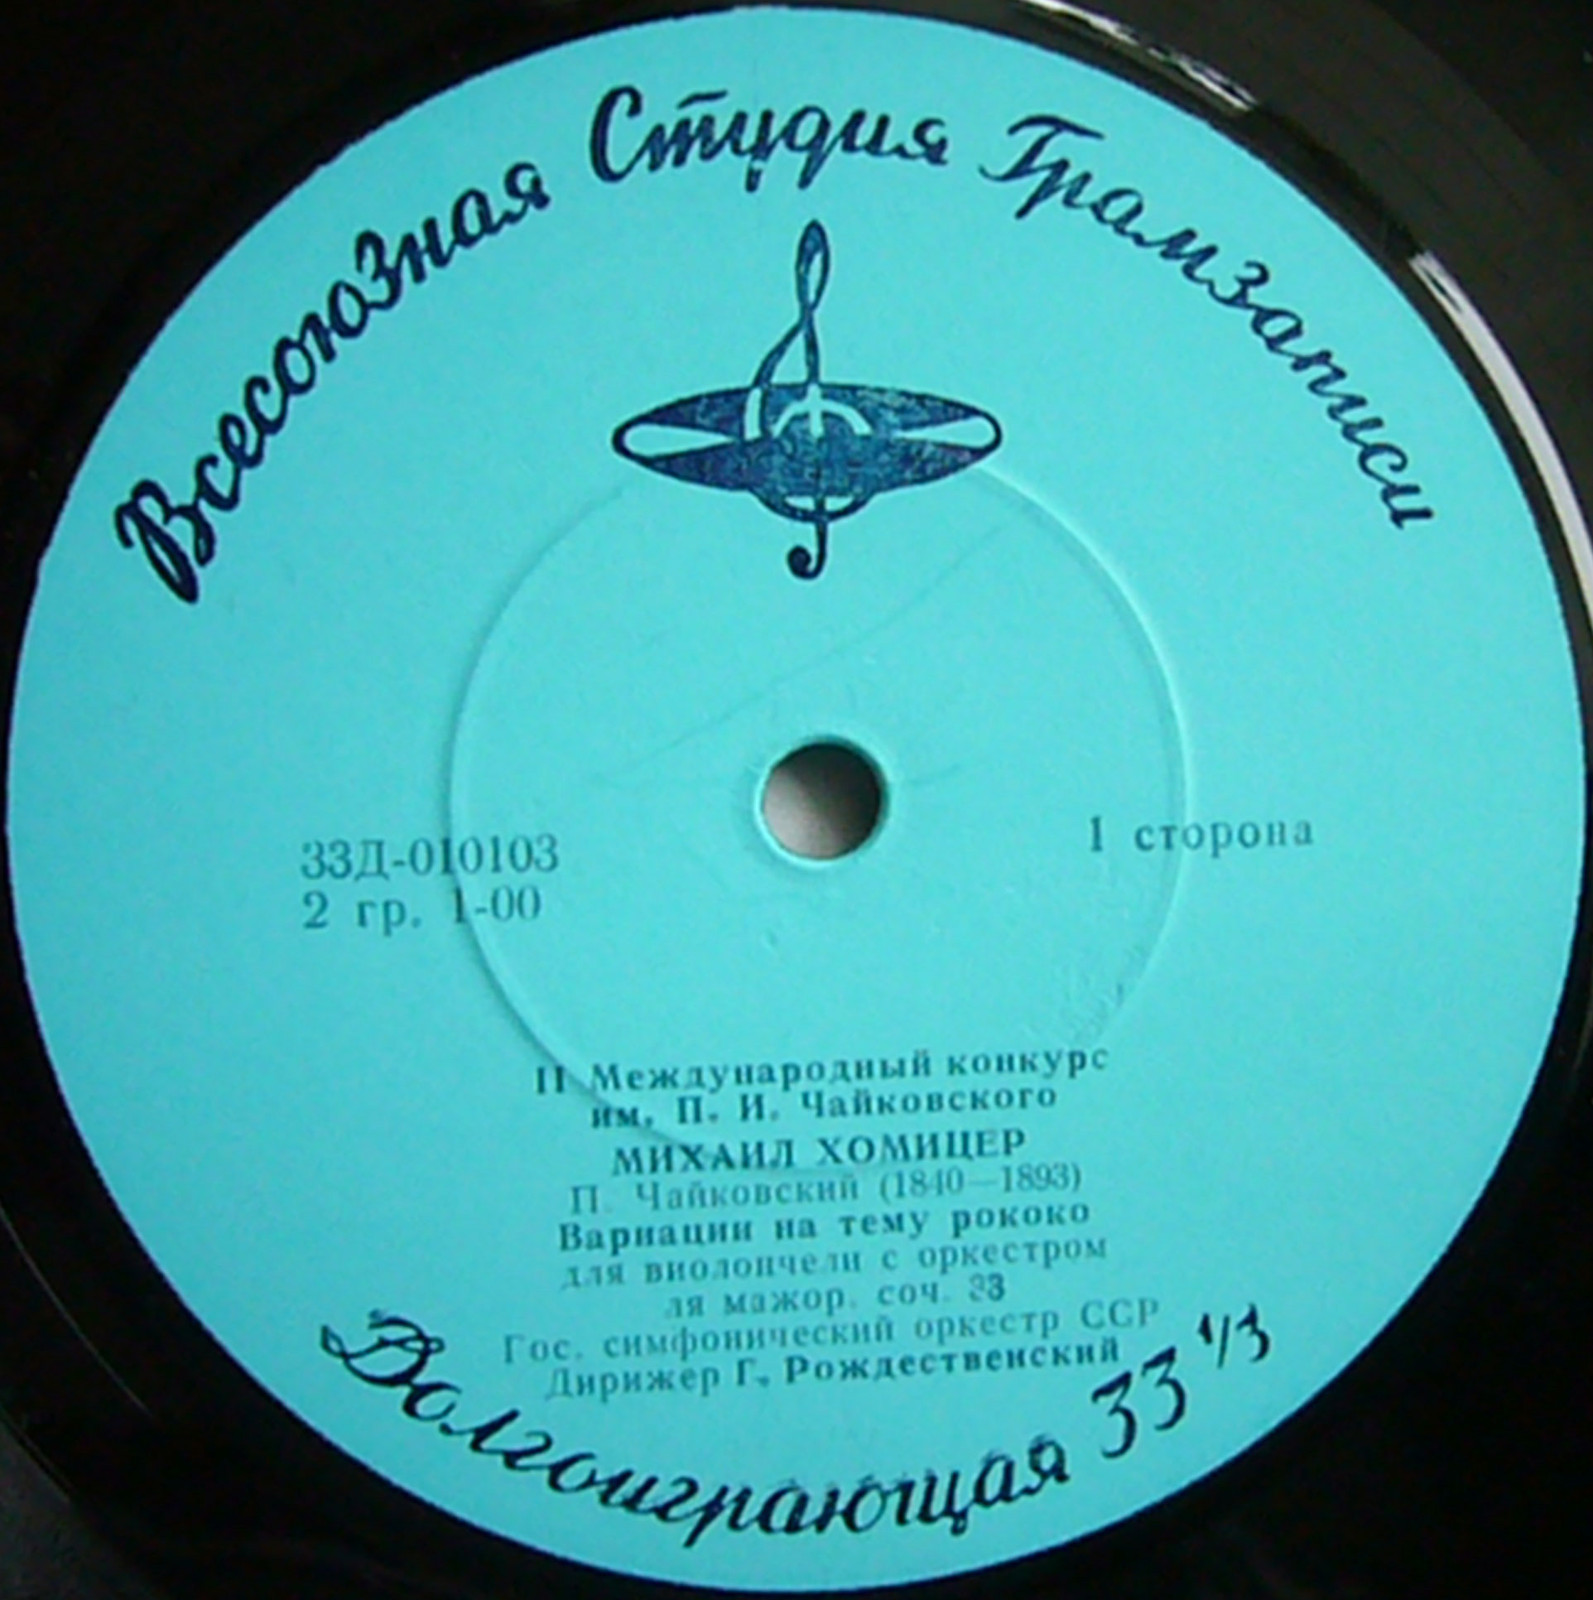 Всесоюзная Студия Грамзаписи
33Д-010103
2 гр. 1-00
1 сторона
II Международный конкурс
им. П. И. Чайковского
МИХАИЛ ХОМИЦЕР
П. Чайковский (1840—1893)
Вариации на тему рококо
для виолончели с оркестром
ля мажор, соч. 33
Гос. симфонический оркестр ССР
Дирижер Г. Рождественский
Долгоиграющая 33 1/3